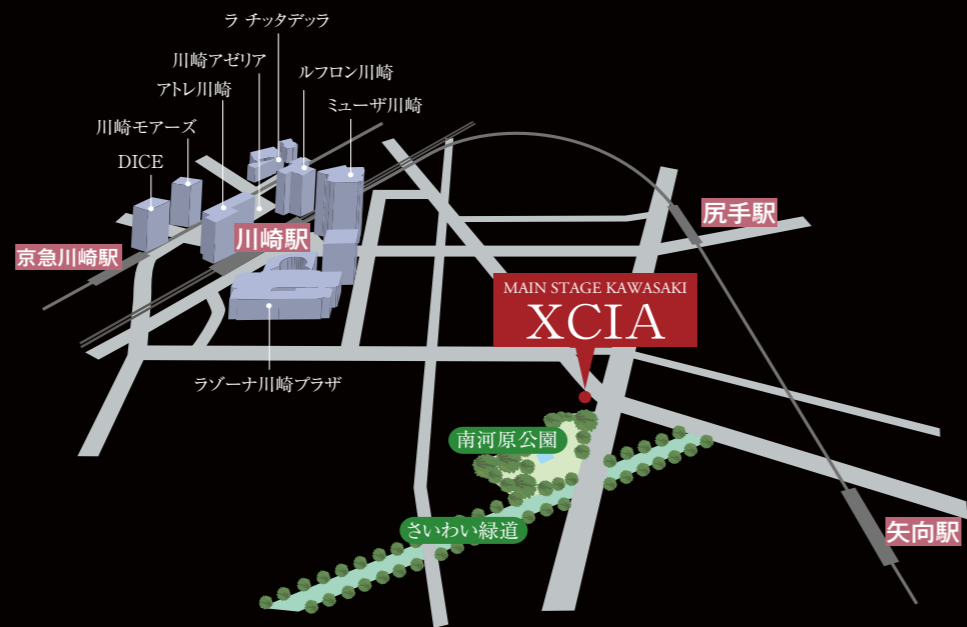 ラ チッタデッラ
川崎アゼリア
ルフロン川崎
アトレ川崎
ミューザ川崎
川崎モアーズ
DICE
尻手駅
川崎駅
京急川崎駅
MAIN STAGE KAWASAKI
XCIA
ラゾーナ川崎プラザ
南河原公園
さいわい緑道
矢向駅